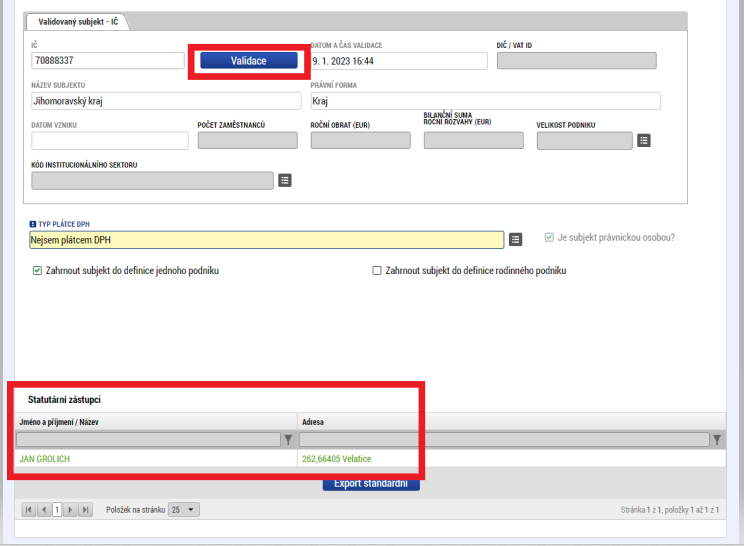 Validovaný subjekt - IČ
IČ DATUM A ČAS VALIDACE DIČ / VAT ID
70888337 Validace 9. 1. 2023 16:44
NÁZEV SUBJEKTU PRÁVNÍ FORMA
Jihomoravský kraj Kraj
DATUM VZNIKU POČET ZAMĚSTNANCŮ ROČNÍ OBRAT (EUR) BILANČNÍ SUMA ROČNÍ ROZVAHY (EUR) VELIKOST PODNIKU
KÓD INSTITUCIONÁLNÍHO SEKTORU
TYP PLÁTCE DPH
Nejsem plátcem DPH Je subjekt právnickou osobou?
Zahrnout subjekt do definice jednoho podniku Zahrnout subjekt do definice rodinného podniku
Statutární zástupci
Jméno a příjmení / Název Adresa
JAN GROLICH 262,66405 Velatice
Export standardní
1 Položek na stránku 25 Stránka 1 z 1, položky 1 až 1 z 1